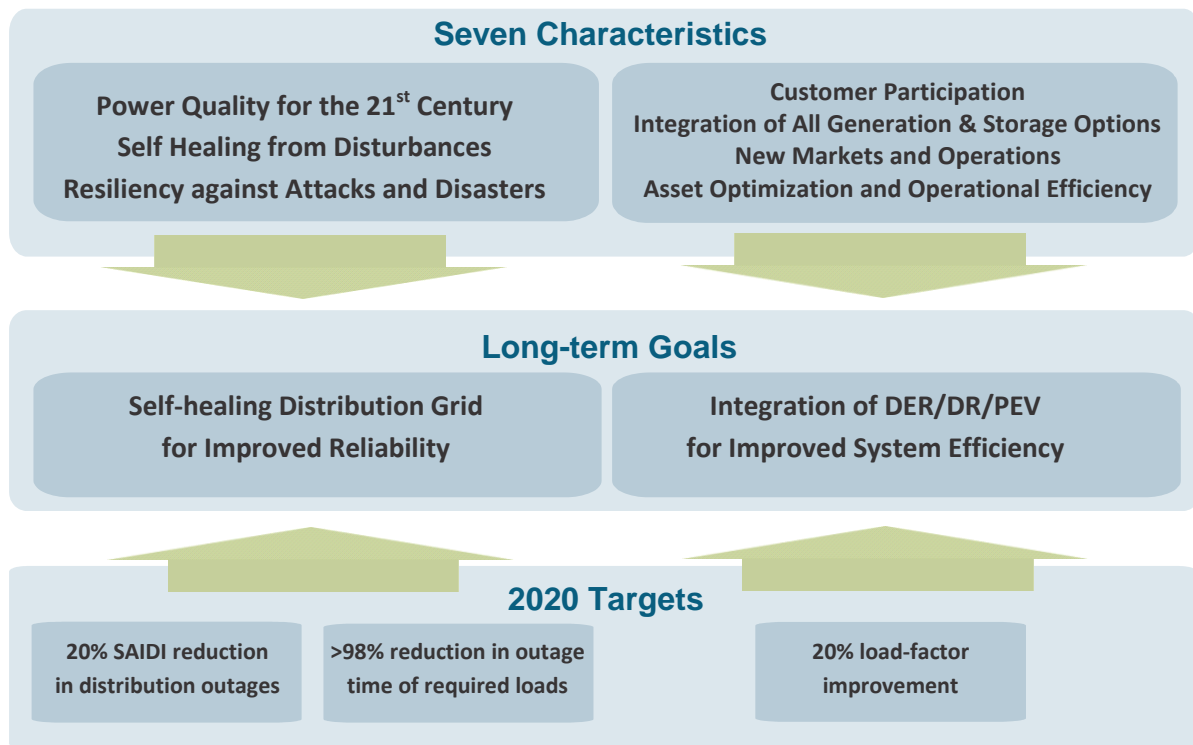 Seven Characteristics
Power Quality for the 21st Century
Self Healing from Disturbances
Resiliency against Attacks and Disasters
Customer Participation
Integration of All Generation & Storage Options
New Markets and Operations
Asset Optimization and Operational Efficiency
Long-term Goals
Self-healing Distribution Grid
for Improved Reliability
Integration of DER/DR/PEV
for Improved System Efficiency
2020 Targets
20% SAIDI reduction
in distribution outages
>98% reduction in outage
time of required loads
20% load-factor
improvement